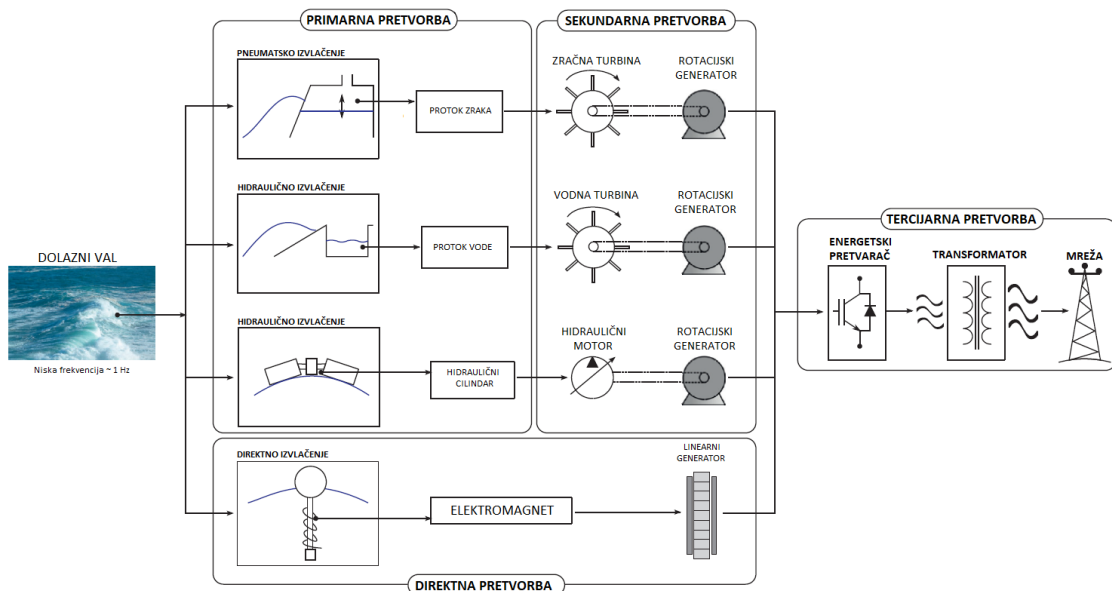 PRIMARNA PRETVORBA
SEKUNDARNA PRETVORBA
PNEUMATSKO IZVLAČENJE
PROTOK ZRAKA
ZRAČNA TURBINA
ROTACIJSKI
GENERATOR
HIDRAULIČNO IZVLAČENJE
PROTOK VODE
VODNA TURBINA
ROTACIJSKI
GENERATOR
DOLAZNI VAL
Niska frekvencija ~ 1 Hz
HIDRAULIČNO IZVLAČENJE
HIDRAULIČNI
CILINDAR
HIDRAULIČNI
MOTOR
ROTACIJSKI
GENERATOR
DIREKTNO IZVLAČENJE
ELEKTROMAGNET
LINEARNI
GENERATOR
DIREKTNA PRETVORBA
TERCIJARNA PRETVORBA
ENERGETSKI
PRETVARAČ
TRANSFORMATOR
MREŽA